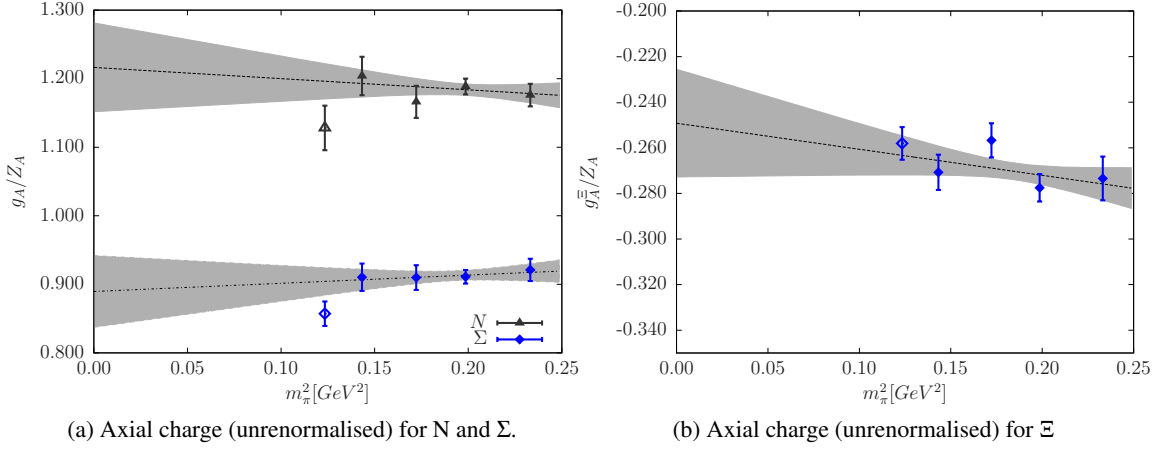 1.300
1.200
1.100
1.000
0.900
0.800
g_A/Z_A
0.00 0.05 0.10 0.15 0.20 0.25
m_π^2[GeV^2]
N
Σ
(a) Axial charge (unrenormalised) for N and Σ.
-0.200
-0.220
-0.240
-0.260
-0.280
-0.300
-0.320
-0.340
g_A^Ξ/Z_A
0.00 0.05 0.10 0.15 0.20 0.25
m_π^2[GeV^2]
(b) Axial charge (unrenormalised) for Ξ